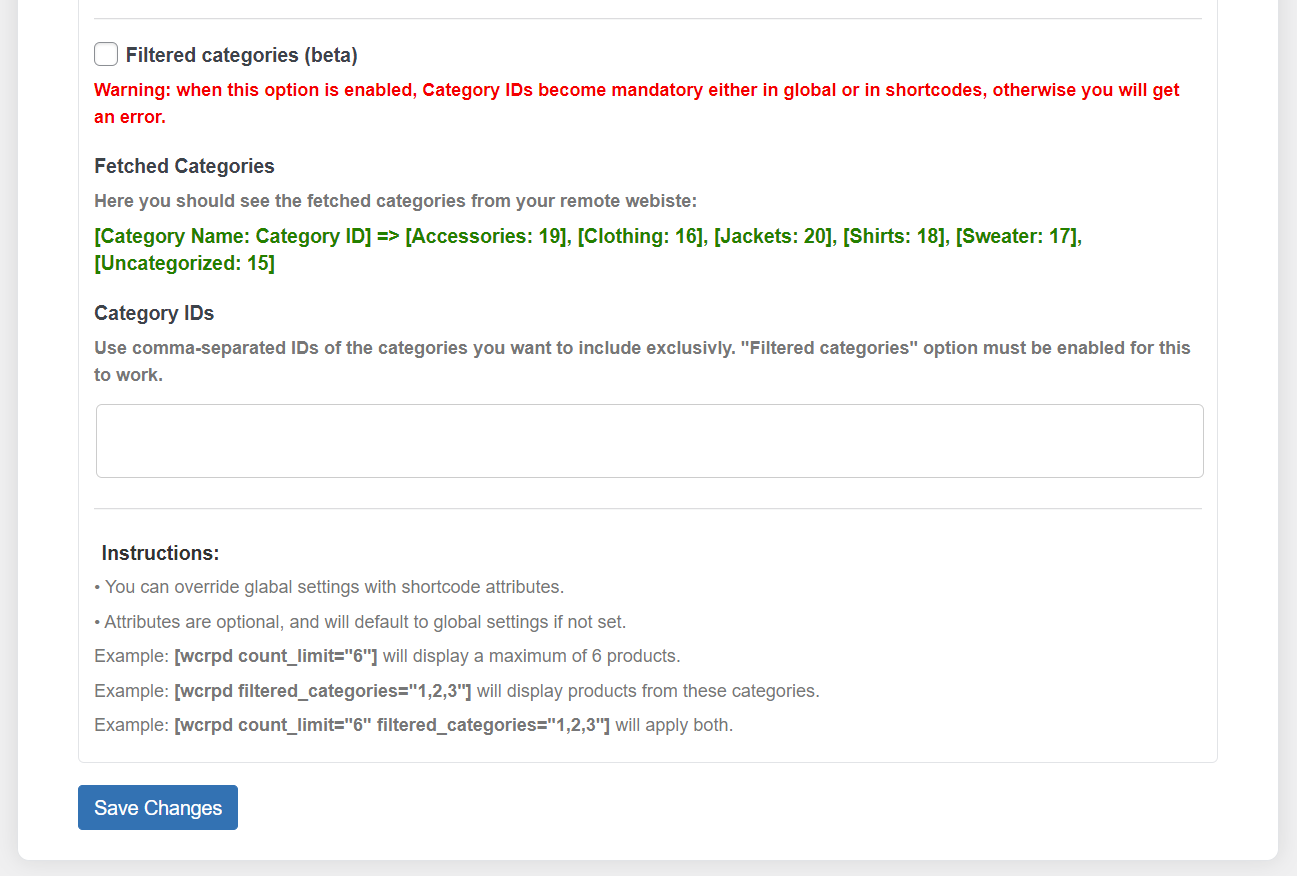 Filtered categories (beta)
Warning: when this option is enabled, Category IDs become mandatory either in global or in shortcodes, otherwise you will get
an error.
Fetched Categories
Here you should see the fetched categories from your remote webiste:
[Category Name: Category ID] => [Accessories: 19], [Clothing: 16], [Jackets: 20], [Shirts: 18], [Sweater: 17],
[Uncategorized: 15]
Category IDs
Use comma-separated IDs of the categories you want to include exclusivly. "Filtered categories" option must be enabled for this
to work.
Instructions:
• You can override glabal settings with shortcode attributes.
• Attributes are optional, and will default to global settings if not set.
Example: [wcrpd count_limit="6"] will display a maximum of 6 products.
Example: [wcrpd filtered_categories="1,2,3"] will display products from these categories.
Example: [wcrpd count_limit="6" filtered_categories="1,2,3"] will apply both.
Save Changes